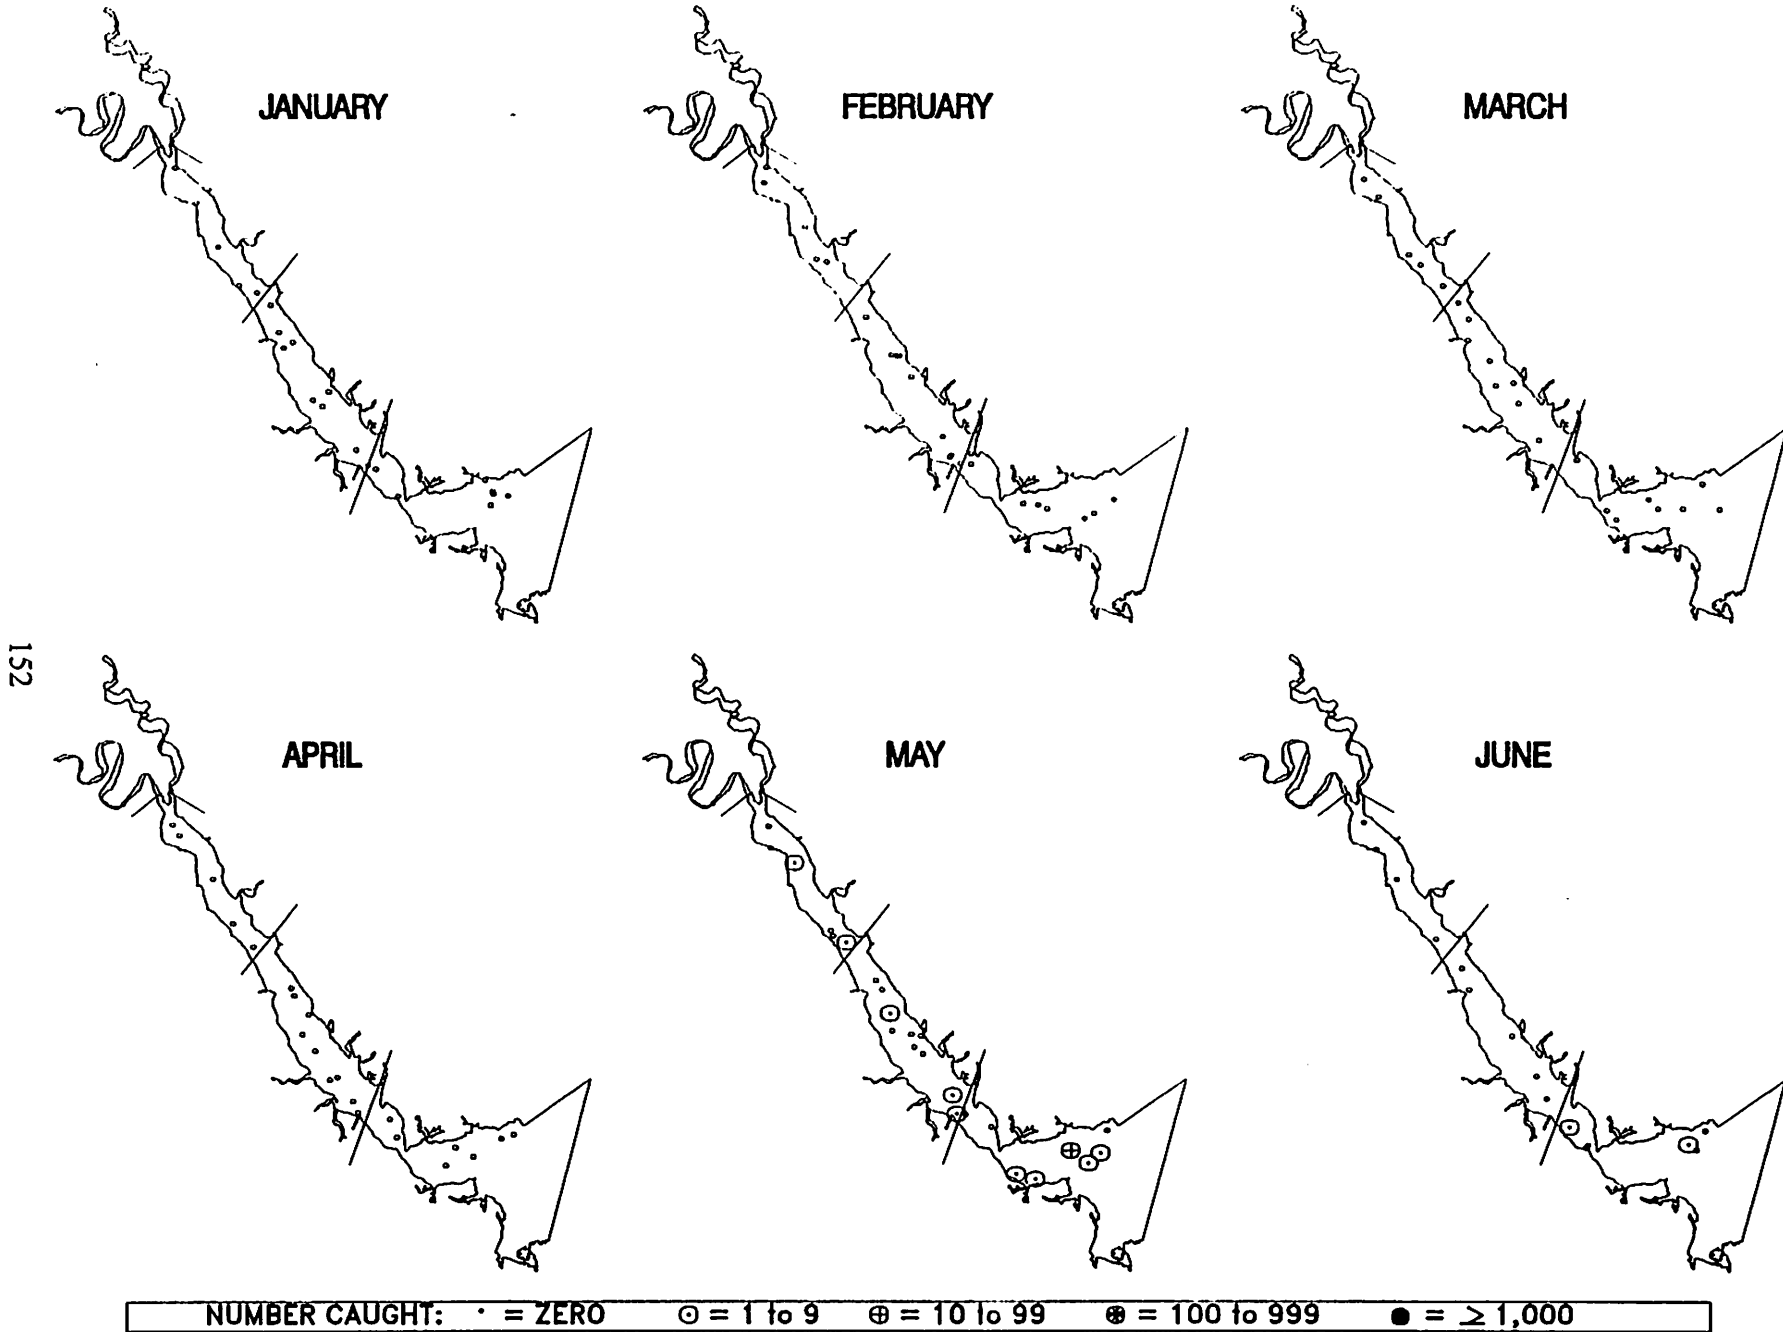 JANUARY
FEBRUARY
MARCH
152
APRIL
MAY
JUNE
NUMBER CAUGHT: · = ZERO ⊙ = 1 to 9 ⊕ = 10 to 99 ⊛ = 100 to 999 ● = ≥ 1,000